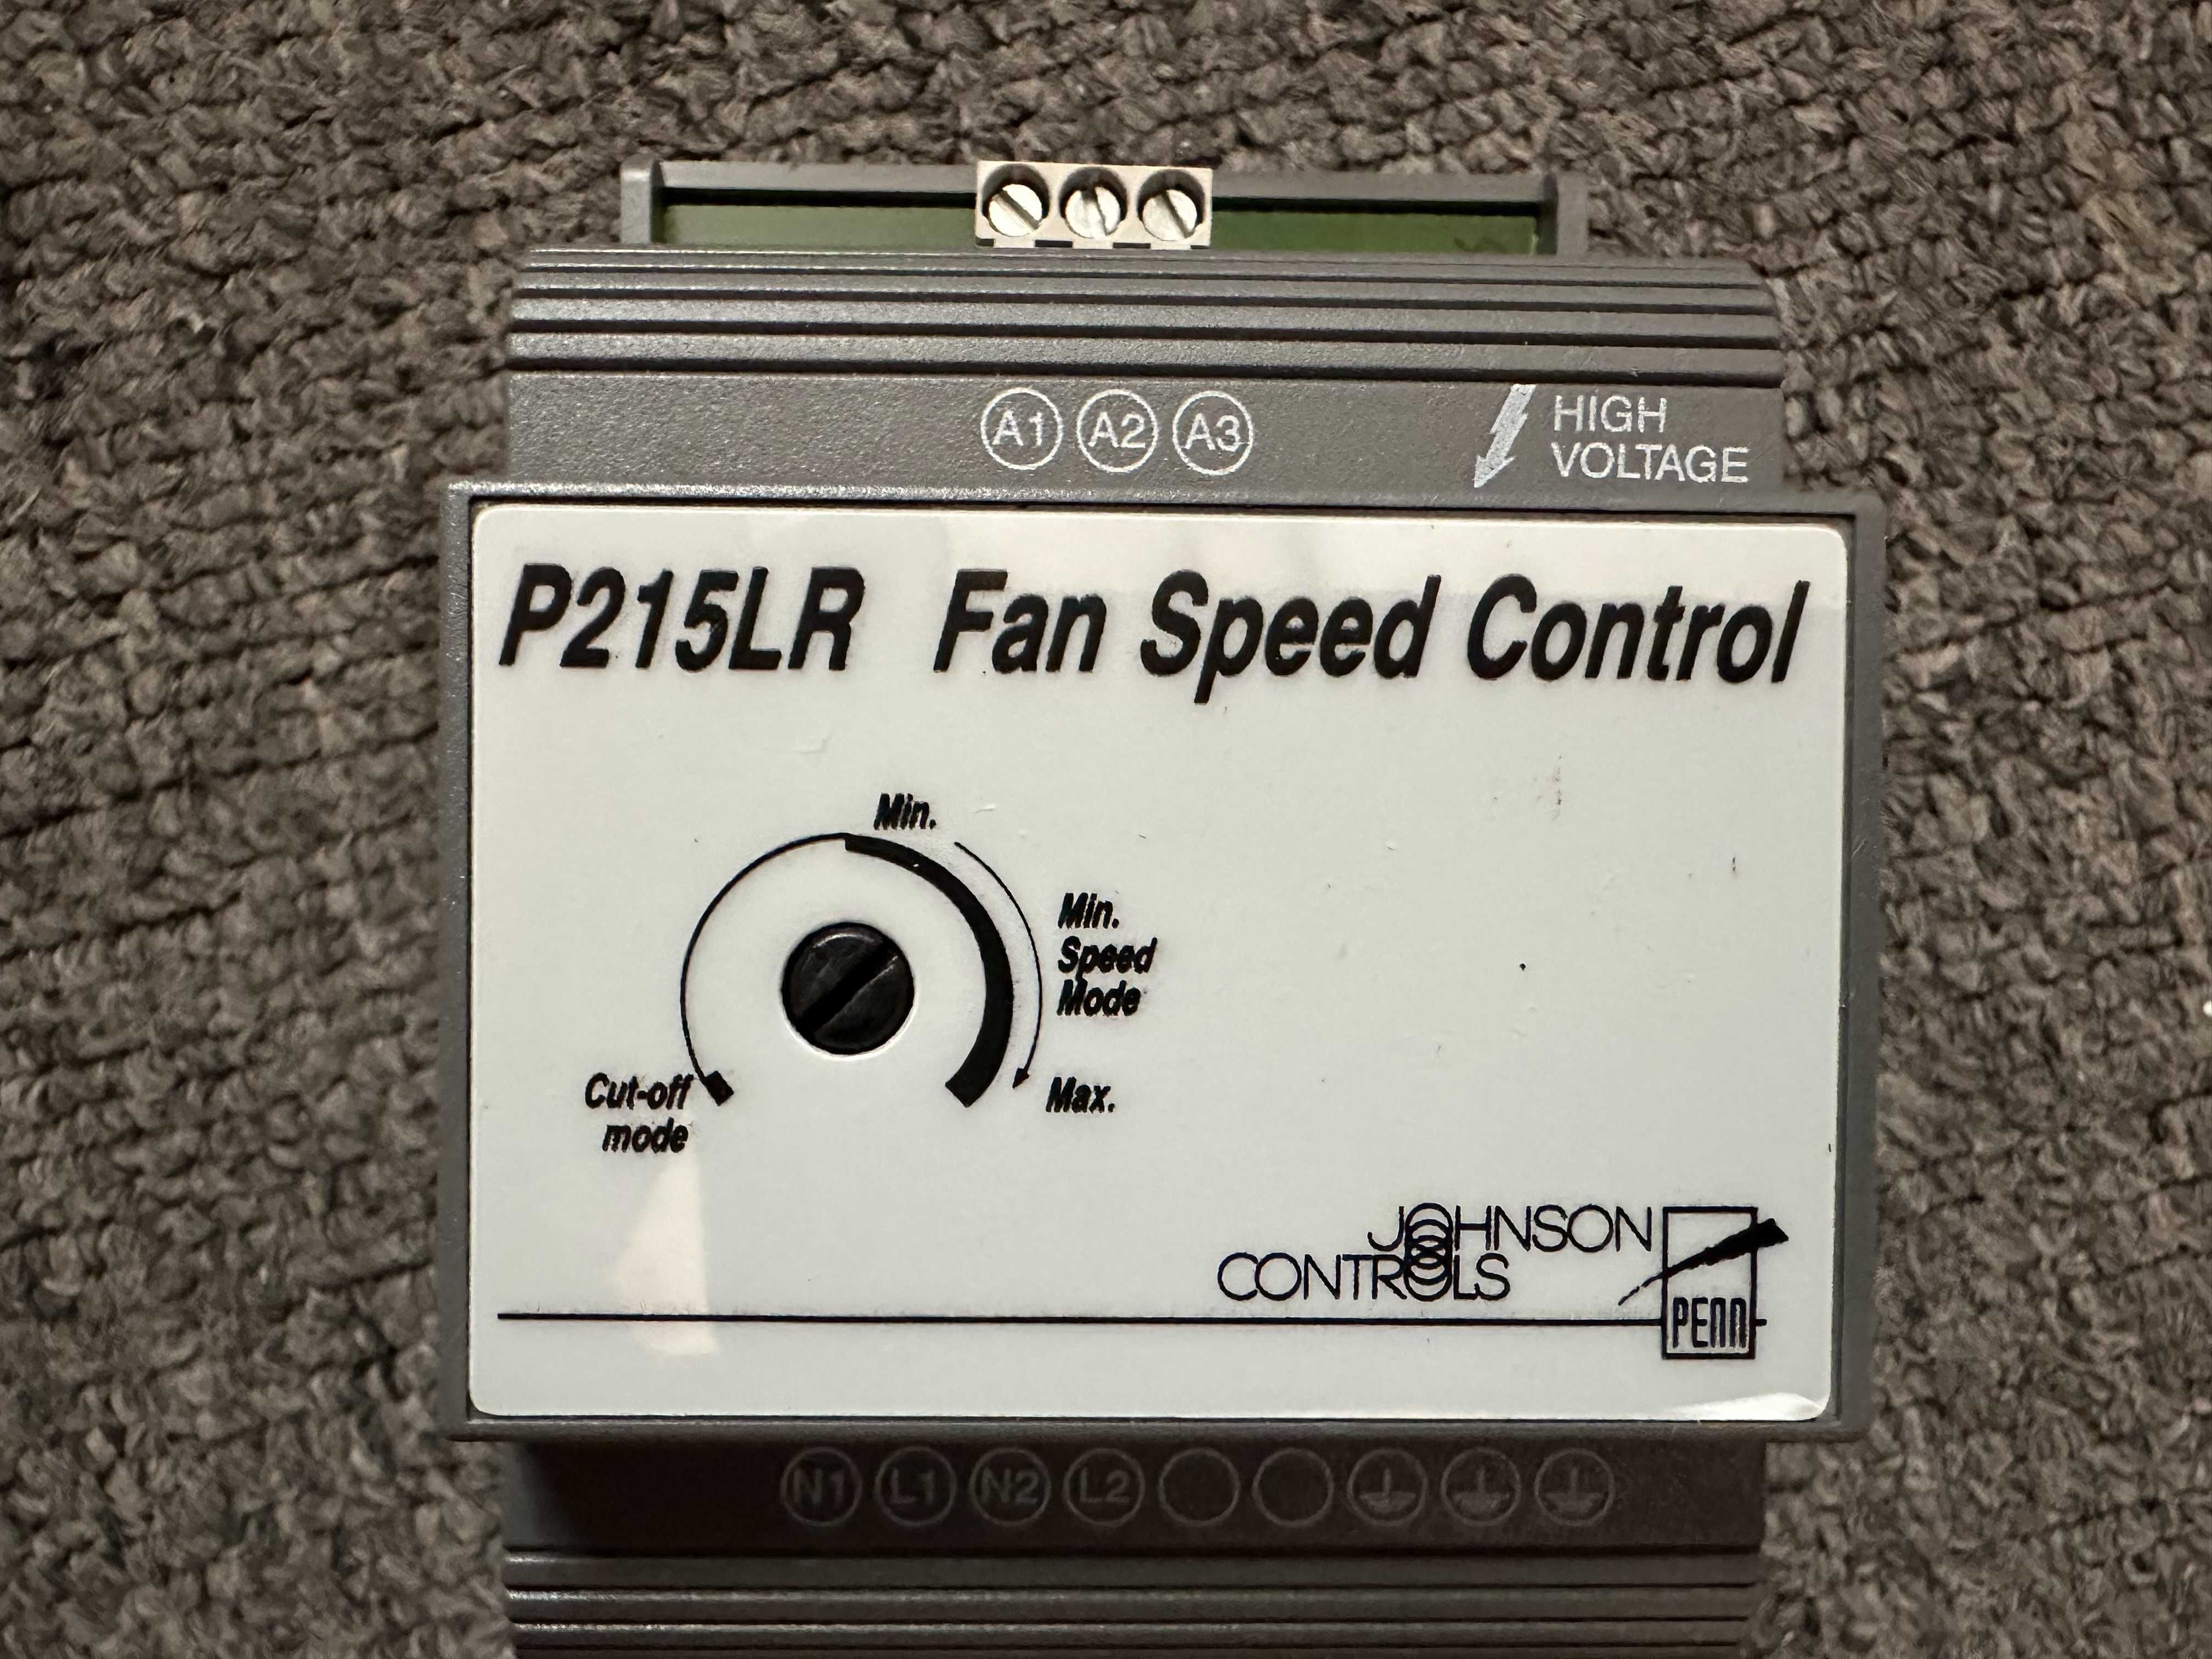 A1 A2 A3
HIGH
VOLTAGE
P215LR Fan Speed Control
Min.
Min.
Speed
Mode
Cut-off
mode
Max.
JOHNSON
CONTROLS
PENN
N1 L1 N2 L2